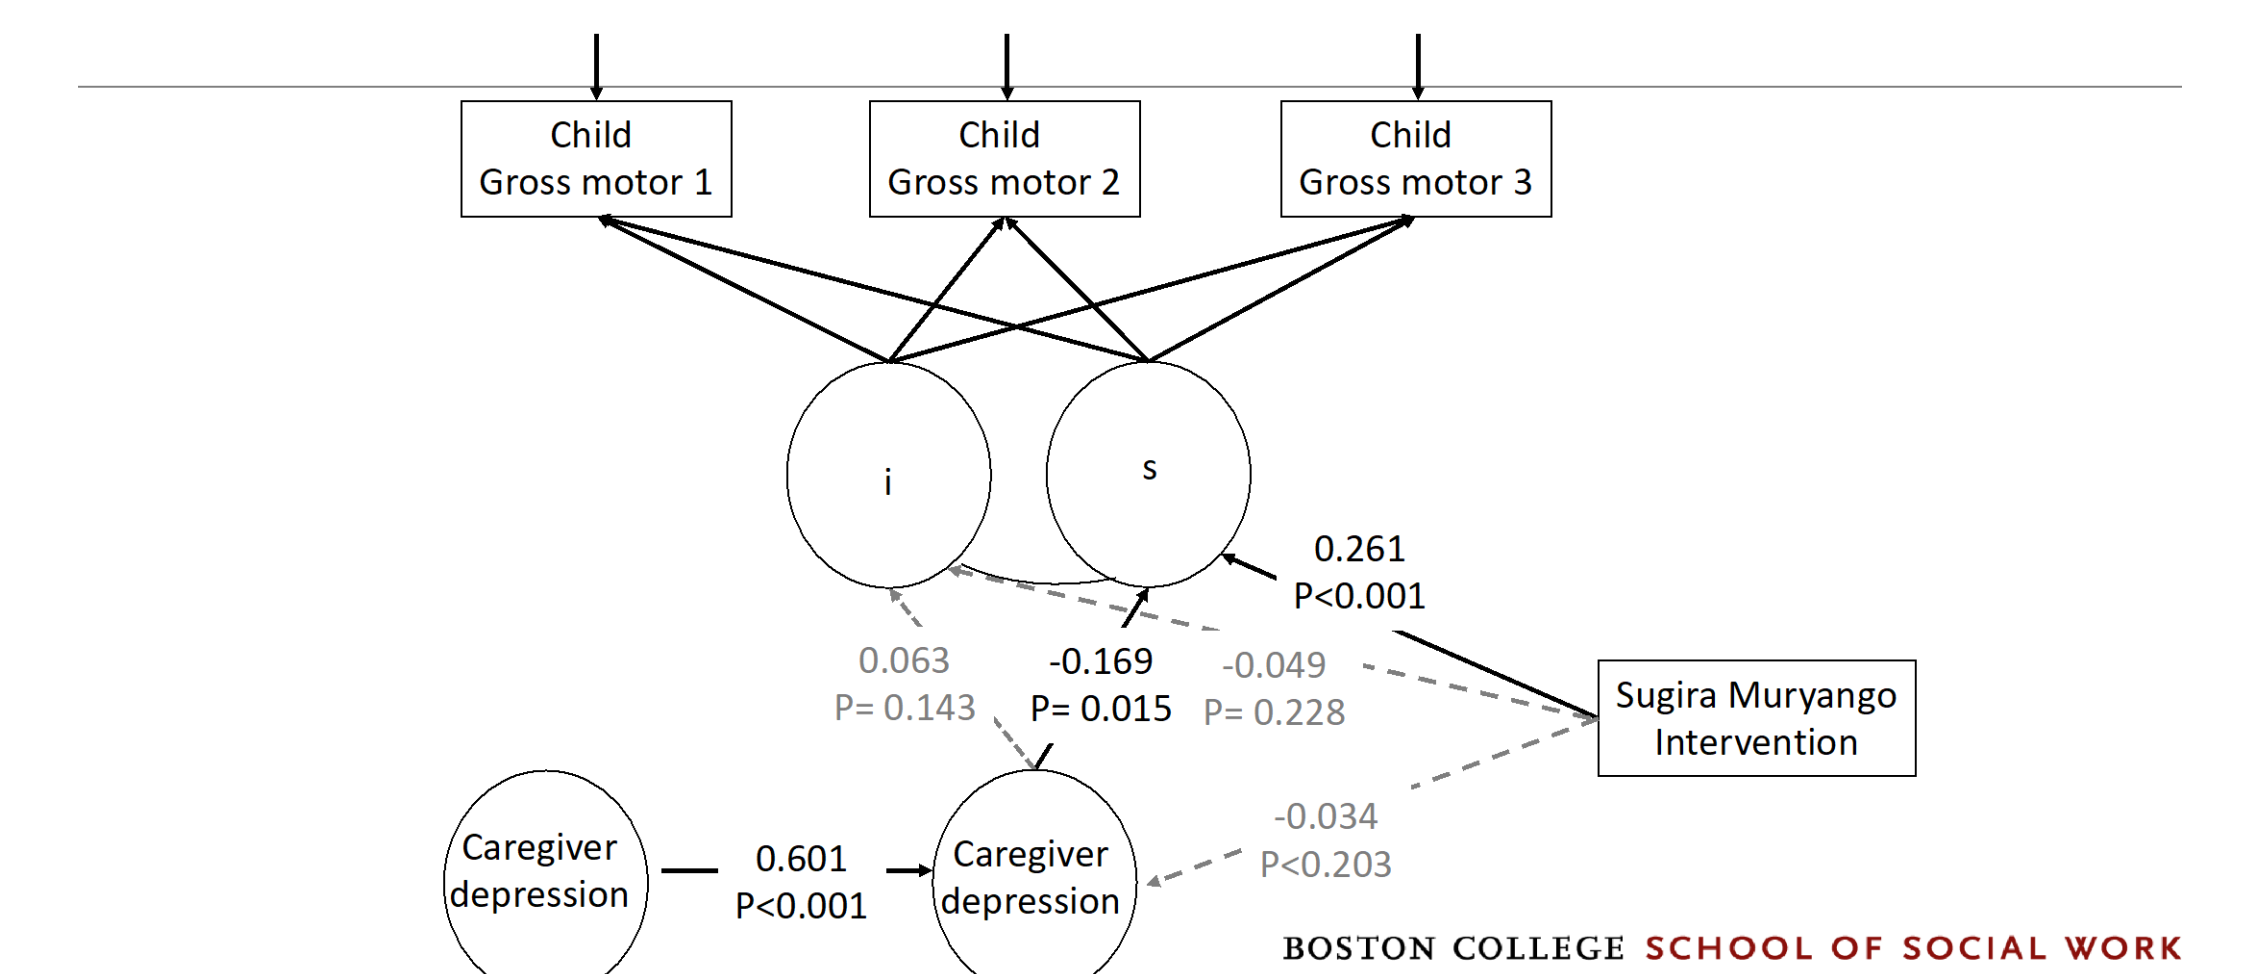 Child
Gross motor 1
Child
Gross motor 2
Child
Gross motor 3
i
s
0.261
P<0.001
0.063
P= 0.143
-0.169
P= 0.015
-0.049
P= 0.228
Sugira Muryango
Intervention
-0.034
P<0.203
Caregiver
depression
0.601
P<0.001
Caregiver
depression
BOSTON COLLEGE SCHOOL OF SOCIAL WORK